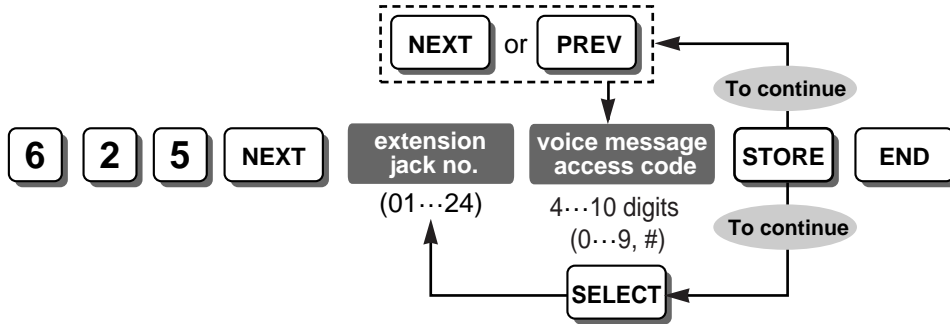 NEXT or PREV
To continue
6 2 5 NEXT extension jack no. voice message access code STORE END
(01···24) 4···10 digits
(0···9, #)
To continue
SELECT